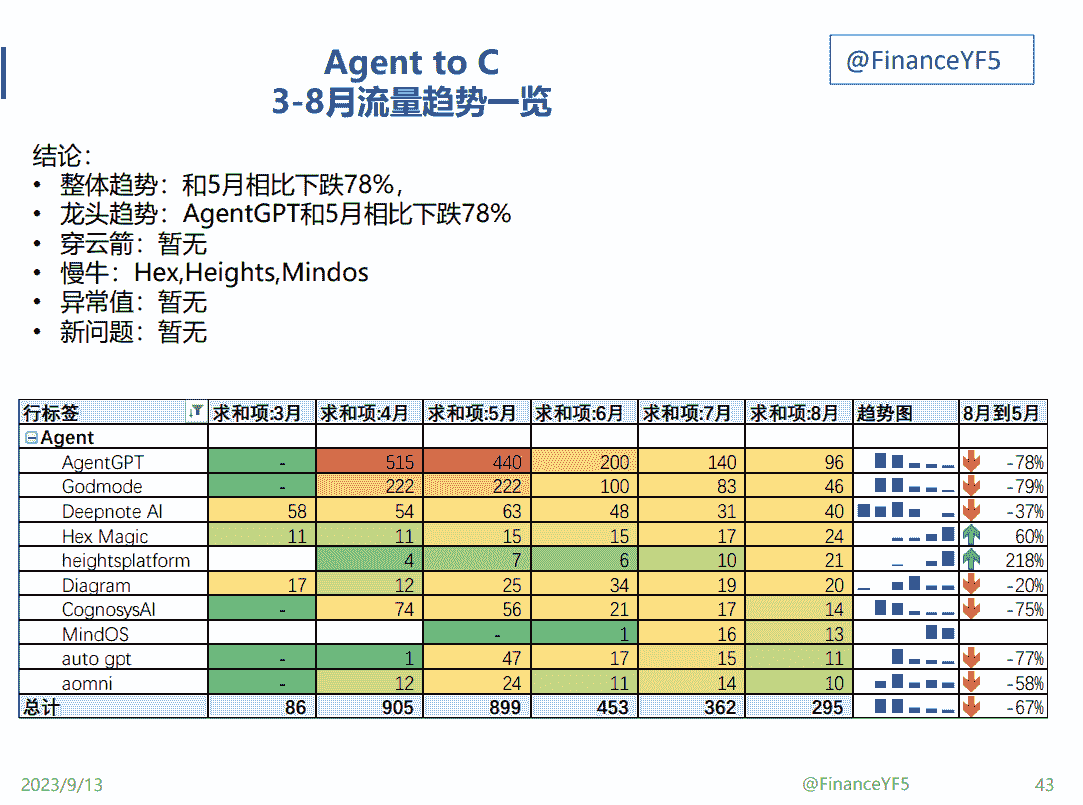 Agent to C
3-8月流量趋势一览
@FinanceYF5
结论：
• 整体趋势：和5月相比下跌78%，
• 龙头趋势：AgentGPT和5月相比下跌78%
• 穿云箭：暂无
• 慢牛：Hex,Heights,Mindos
• 异常值：暂无
• 新问题：暂无
行标签 求和项:3月 求和项:4月 求和项:5月 求和项:6月 求和项:7月 求和项:8月 趋势图 8月到5月
Agent
AgentGPT - 515 440 200 140 96 -78%
Godmode - 222 222 100 83 46 -79%
Deepnote AI 58 54 63 48 31 40 -37%
Hex Magic 11 11 15 15 17 24 60%
heightsplatform 4 7 6 10 21 218%
Diagram 17 12 25 34 19 20 -20%
CognosysAI - 74 56 21 17 14 -75%
MindOS - 1 16 13
auto gpt - 1 47 17 15 11 -77%
aomni - 12 24 11 14 10 -58%
总计 86 905 899 453 362 295 -67%
2023/9/13 @FinanceYF5 43